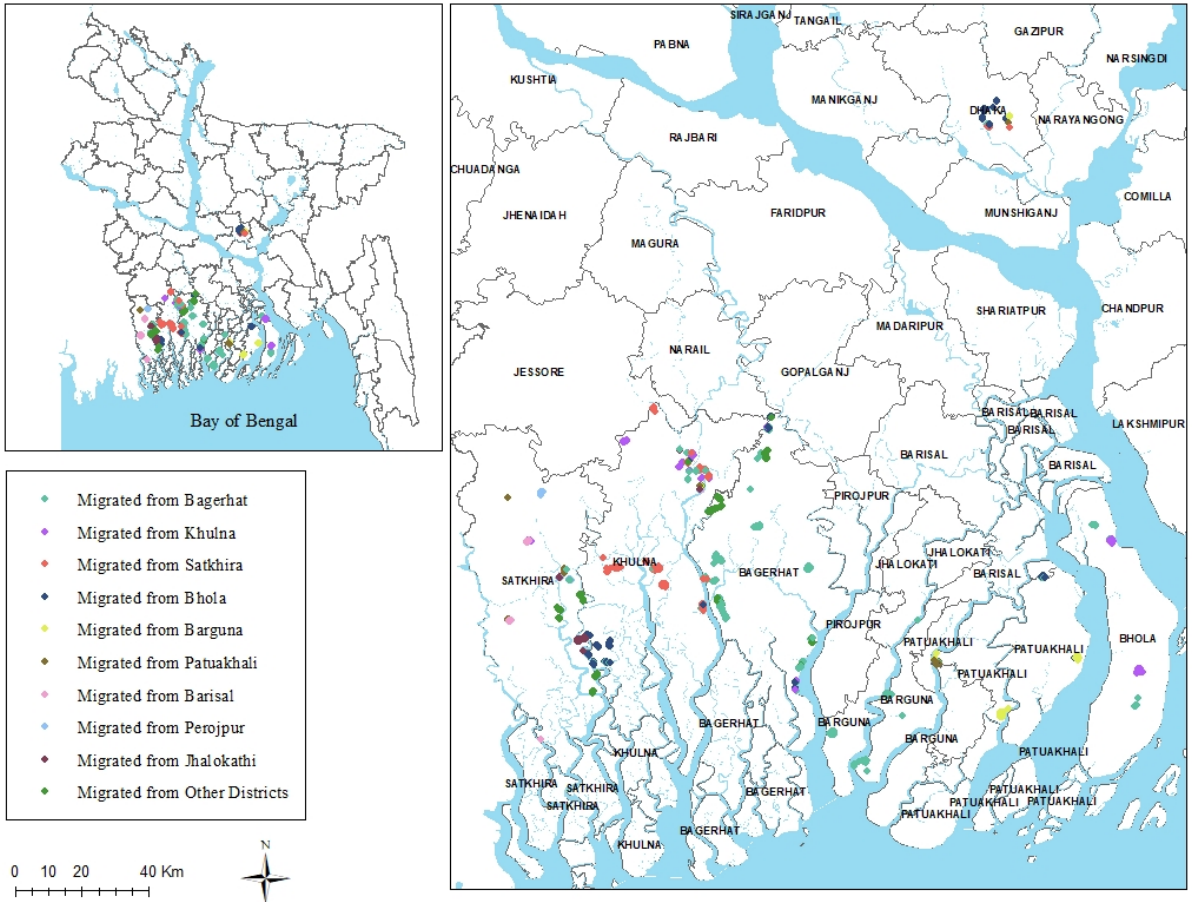 Bay of Bengal
Migrated from Bagerhat
Migrated from Khulna
Migrated from Satkhira
Migrated from Bhola
Migrated from Barguna
Migrated from Patuakhali
Migrated from Barisal
Migrated from Perojpur
Migrated from Jhalokathi
Migrated from Other Districts
0 10 20 40 Km
N
SIRAJGANJ
TANGAIL
GAZIPUR
PABNA
NARSINGDI
KUSHTIA
MANIKGANJ
DHAKA
NARAYANGONG
RAJBARI
CHUADANGA
COMILLA
JHENAIDAH
FARIDPUR
MUNSHIGANJ
MAGURA
SHARIATPUR
CHANDPUR
MADARIPUR
NARAIL
JESSORE
GOPALGANJ
BARISAL
BARISAL
BARISAL
LAKSHMIPUR
BARISAL
BARISAL
PIROJPUR
JHALOKATI
KHULNA
JHALOKATI
BAGERHAT
BARISAL
SATKHIRA
PIROJPUR
PATUAKHALI
BHOLA
PATUAKHALI
PATUAKHALI
BARGUNA
BAGERHAT
BARGUNA
BARGUNA
KHULNA
PATUAKHALI
SATKHIRA
SATKHIRA
BAGERHAT
PATUAKHALI
SATKHIRA
PATUAKHALI
PATUAKHALI
PATUAKHALI
BAGERHAT
KHULNA